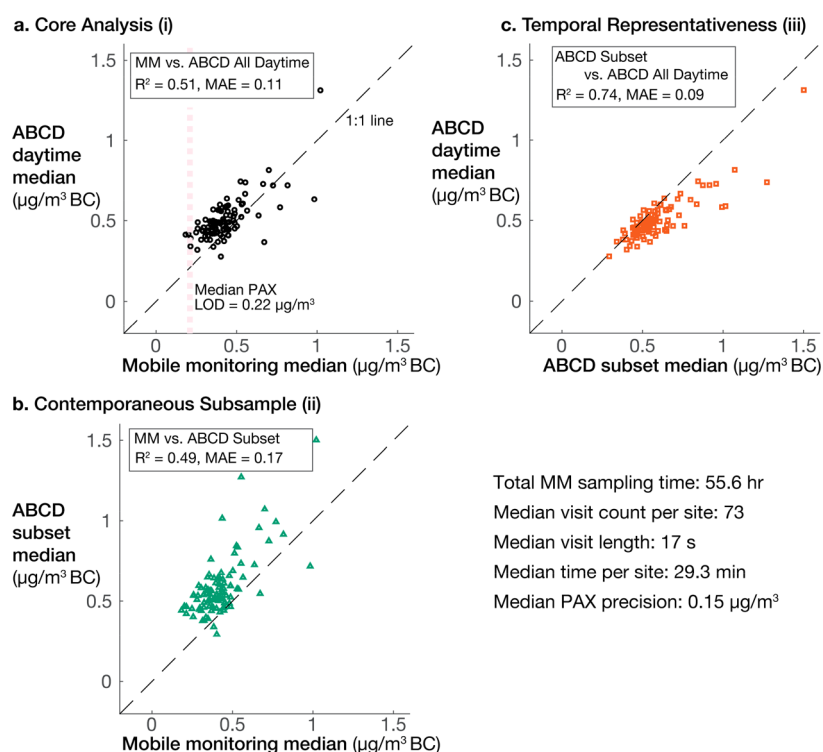 a. Core Analysis (i)
MM vs. ABCD All Daytime
R² = 0.51, MAE = 0.11
1:1 line
ABCD
daytime
median
(µg/m³ BC)
1.5
1
0.5
0
Median PAX
LOD = 0.22 µg/m³
0
0.5
1
1.5
Mobile monitoring median (µg/m³ BC)
c. Temporal Representativeness (iii)
ABCD Subset
vs. ABCD All Daytime
R² = 0.74, MAE = 0.09
ABCD
daytime
median
(µg/m³ BC)
1.5
1
0.5
0
0
0.5
1
1.5
ABCD subset median (µg/m³ BC)
b. Contemporaneous Subsample (ii)
MM vs. ABCD Subset
R² = 0.49, MAE = 0.17
ABCD
subset
median
(µg/m³ BC)
1.5
1
0.5
0
0
0.5
1
1.5
Mobile monitoring median (µg/m³ BC)
Total MM sampling time: 55.6 hr
Median visit count per site: 73
Median visit length: 17 s
Median time per site: 29.3 min
Median PAX precision: 0.15 µg/m³